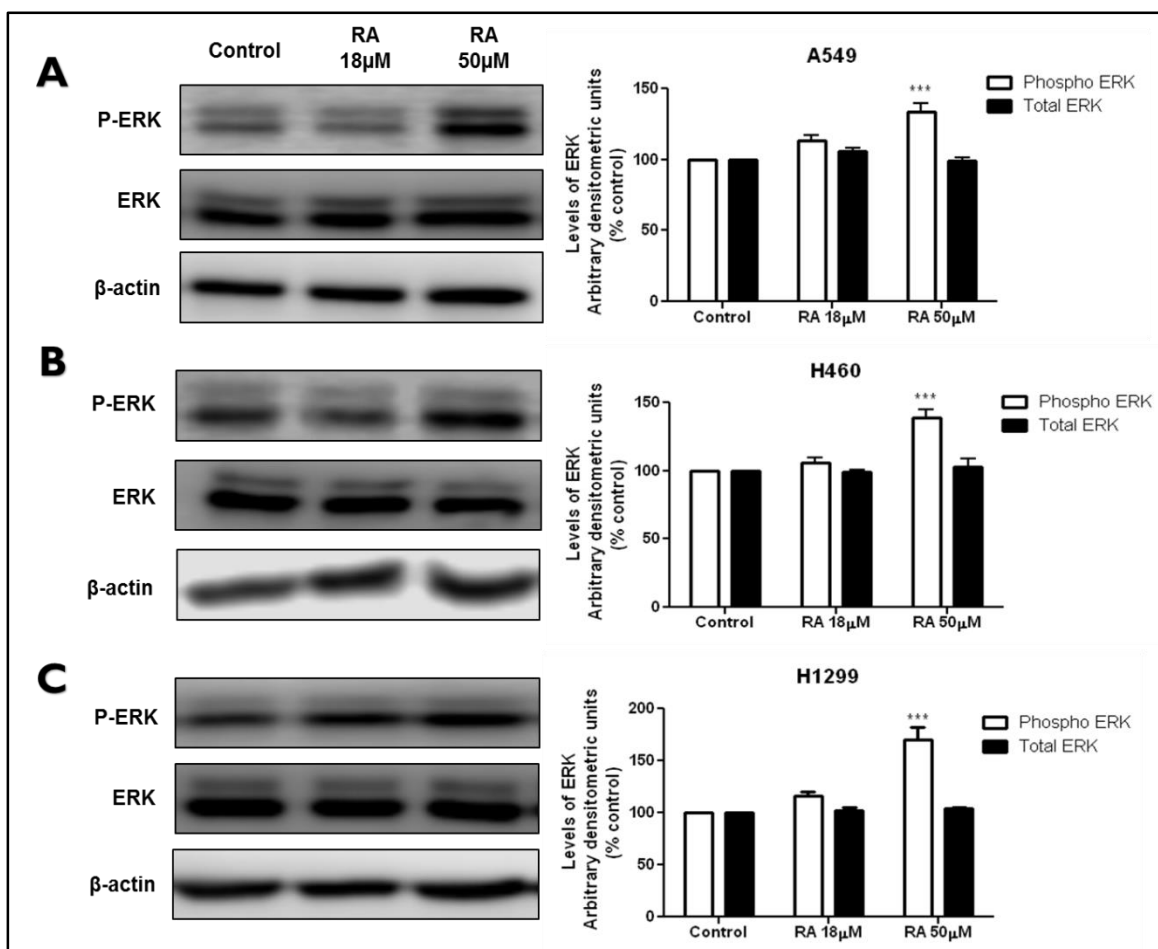 Control
RA
18µM
RA
50µM
A
P-ERK
ERK
β-actin
A549
Levels of ERK
Arbitrary densitometric units
(% control)
150
100
50
0
Control
RA 18µM
RA 50µM
***
Phospho ERK
Total ERK
B
P-ERK
ERK
β-actin
H460
Levels of ERK
Arbitrary densitometric units
(% control)
150
100
50
0
Control
RA 18µM
RA 50µM
***
Phospho ERK
Total ERK
C
P-ERK
ERK
β-actin
H1299
Levels of ERK
Arbitrary densitometric units
(% control)
200
150
100
50
0
Control
RA 18µM
RA 50µM
***
Phospho ERK
Total ERK